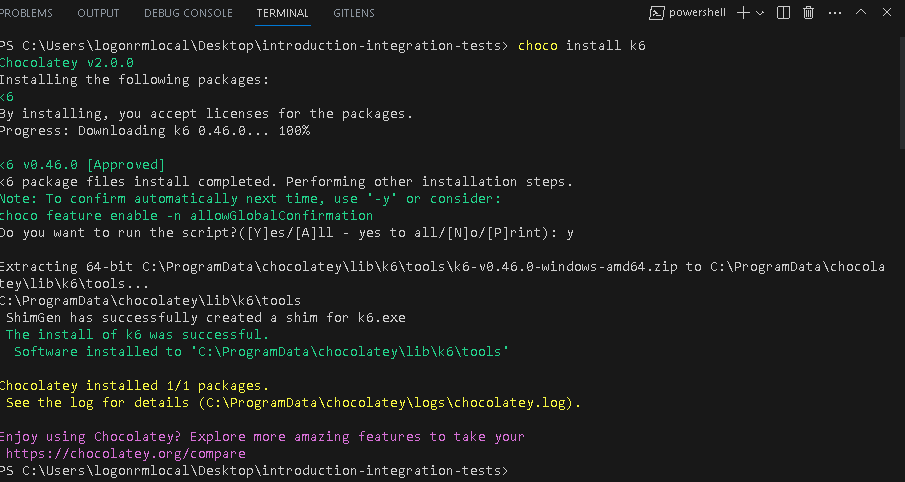 PROBLEMS OUTPUT DEBUG CONSOLE TERMINAL GITLENS powershell
PS C:\Users\logonrmlocal\Desktop\introduction-integration-tests> choco install k6
Chocolatey v2.0.0
Installing the following packages:
k6
By installing, you accept licenses for the packages.
Progress: Downloading k6 0.46.0... 100%
k6 v0.46.0 [Approved]
k6 package files install completed. Performing other installation steps.
Note: To confirm automatically next time, use '-y' or consider:
choco feature enable -n allowGlobalConfirmation
Do you want to run the script?([Y]es/[A]ll - yes to all/[N]o/[P]rint): y
Extracting 64-bit C:\ProgramData\chocolatey\lib\k6\tools\k6-v0.46.0-windows-amd64.zip to C:\ProgramData\chocola
tey\lib\k6\tools...
C:\ProgramData\chocolatey\lib\k6\tools
ShimGen has successfully created a shim for k6.exe
The install of k6 was successful.
Software installed to 'C:\ProgramData\chocolatey\lib\k6\tools'
Chocolatey installed 1/1 packages.
See the log for details (C:\ProgramData\chocolatey\logs\chocolatey.log).
Enjoy using Chocolatey? Explore more amazing features to take your
https://chocolatey.org/compare
PS C:\Users\logonrmlocal\Desktop\introduction-integration-tests>